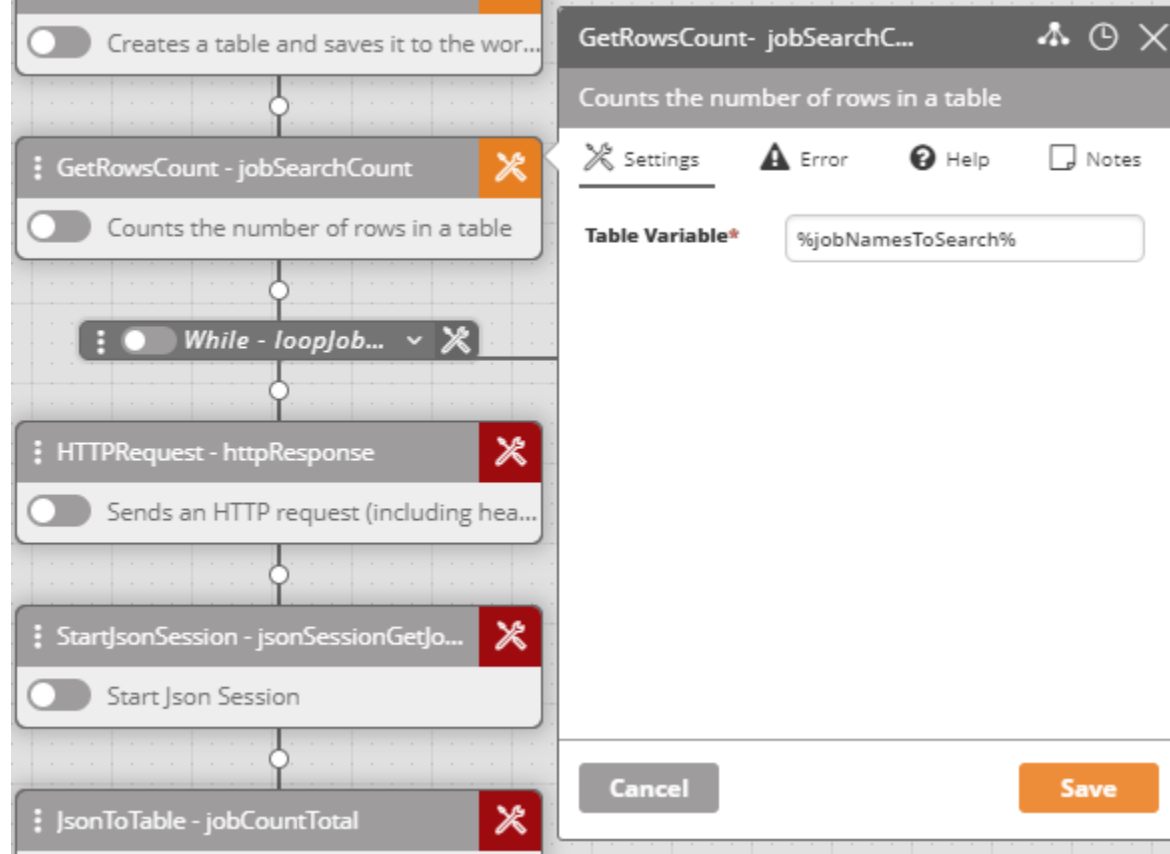 Creates a table and saves it to the wor...
GetRowsCount - jobSearchCount
Counts the number of rows in a table
While - loopJob...
HTTPRequest - httpResponse
Sends an HTTP request (including hea...
StartJsonSession - jsonSessionGetJo...
Start Json Session
JsonToTable - jobCountTotal
GetRowsCount- jobSearchC...
Counts the number of rows in a table
Settings Error Help Notes
Table Variable* %jobNamesToSearch%
Cancel Save